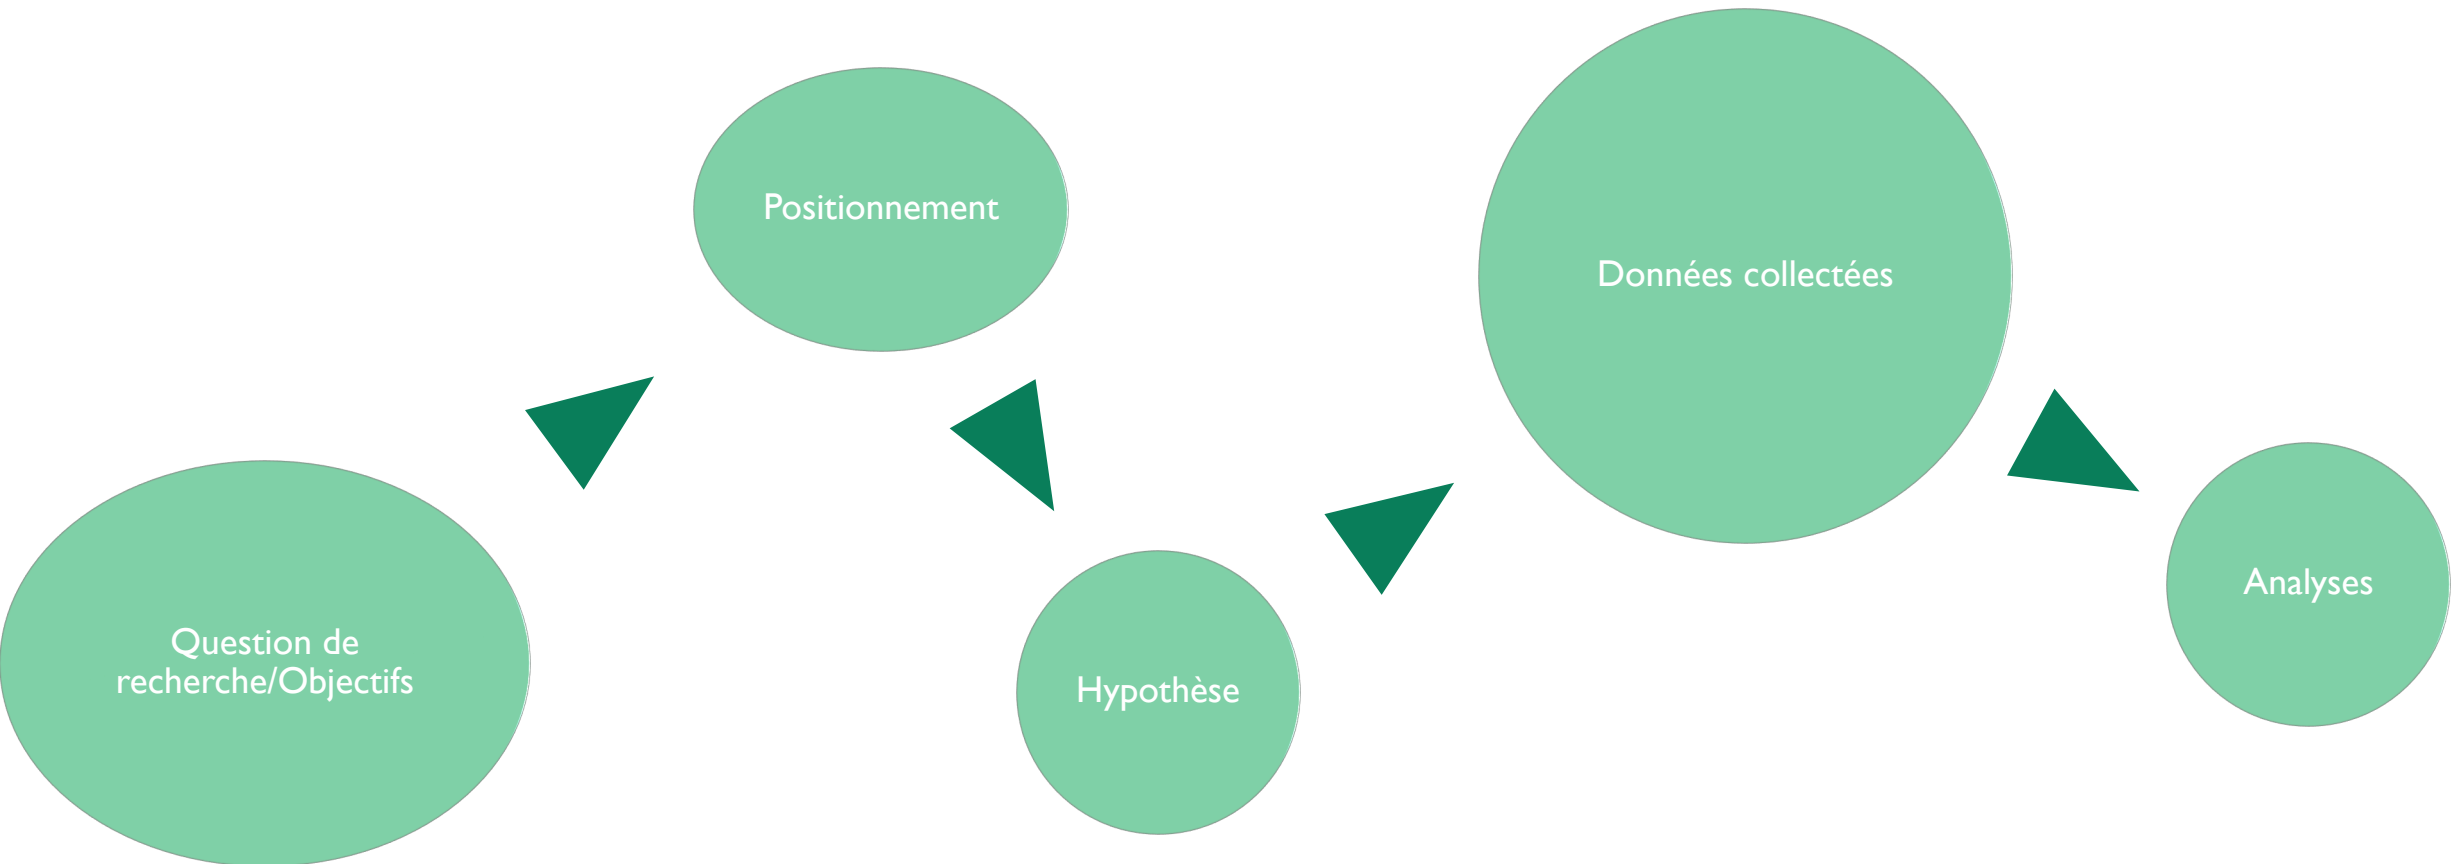 Question de
recherche/Objectifs
Positionnement
Hypothèse
Données collectées
Analyses